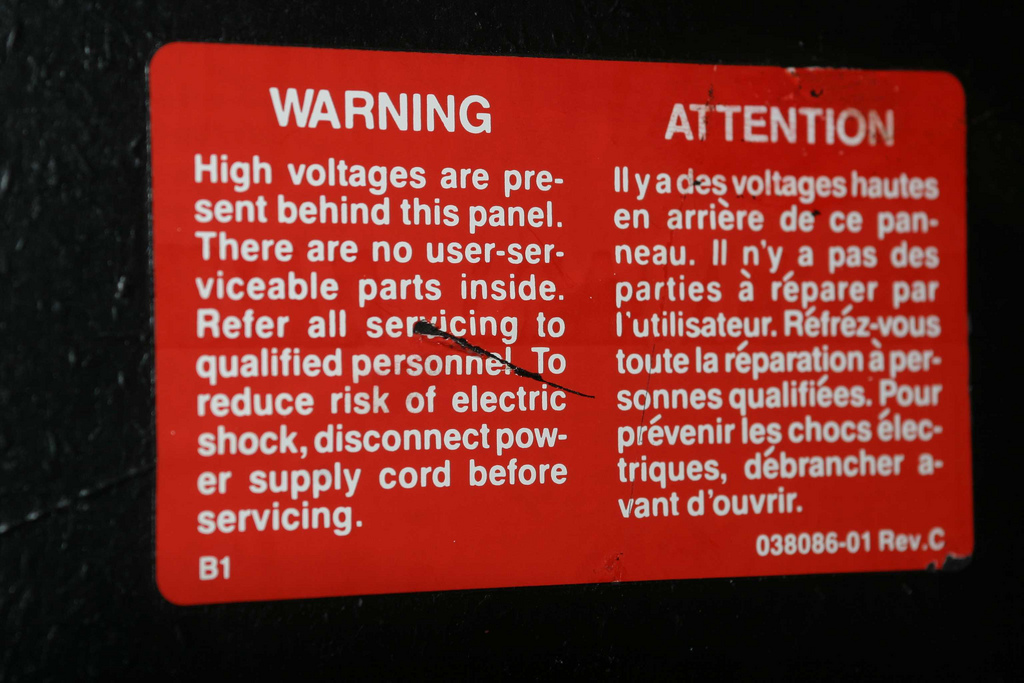 WARNING
High voltages are pre-
sent behind this panel.
There are no user-ser-
viceable parts inside.
Refer all servicing to
qualified personnel. To
reduce risk of electric
shock, disconnect pow-
er supply cord before
servicing.
B1
ATTENTION
Il y a des voltages hautes
en arrière de ce pan-
neau. Il n'y a pas des
parties à réparer par
l'utilisateur. Réfréz-vous
toute la réparation à per-
sonnes qualifiées. Pour
prévenir les chocs élec-
triques, débrancher a-
vant d'ouvrir.
038086-01 Rev.C